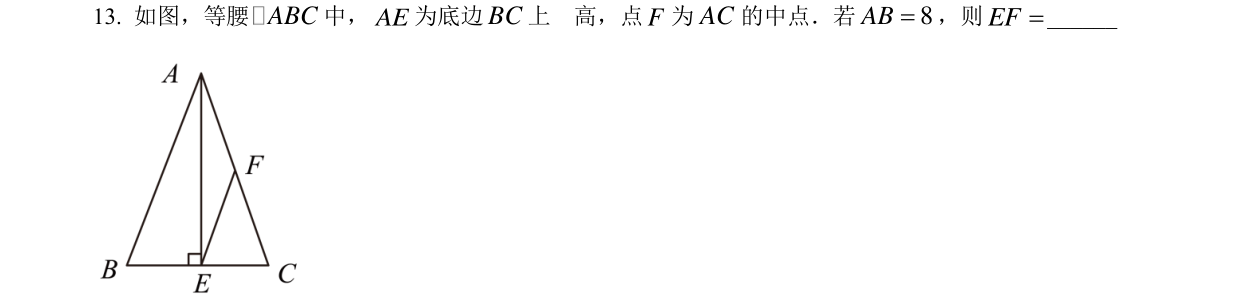 13. 如图，等腰□ABC 中， AE 为底边 BC 上 高，点 F 为 AC 的中点．若 AB = 8，则 EF =______
A
F
B
E
C